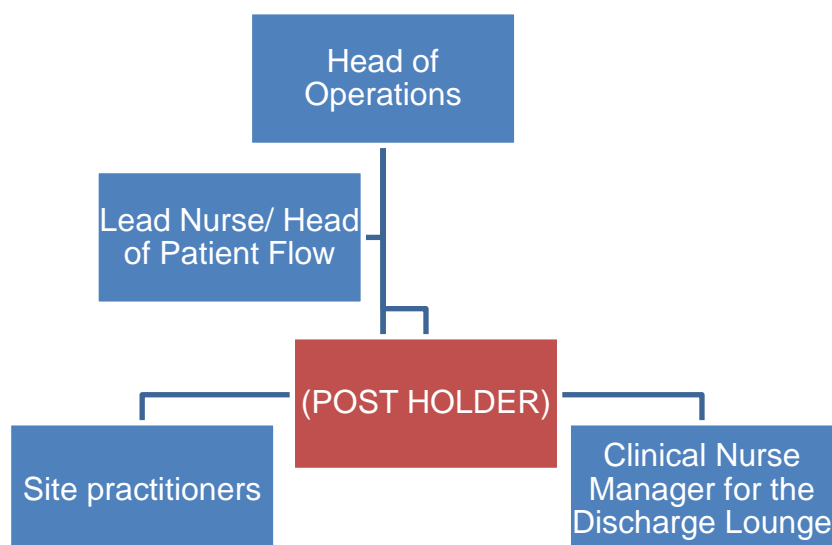 Head of
Operations
Lead Nurse/ Head
of Patient Flow
(POST HOLDER)
Site practitioners
Clinical Nurse
Manager for the
Discharge Lounge